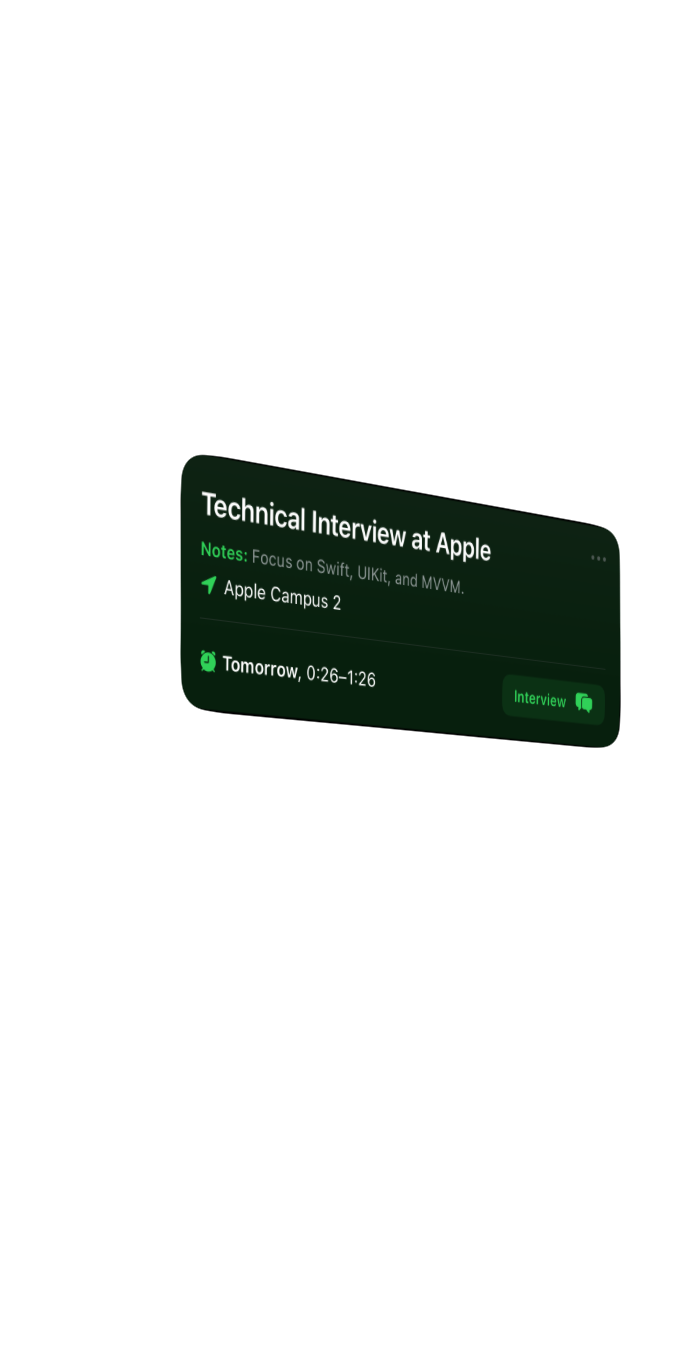 Technical Interview at Apple
Notes: Focus on Swift, UIKit, and MVVM.
Apple Campus 2
Tomorrow, 0:26–1:26
Interview